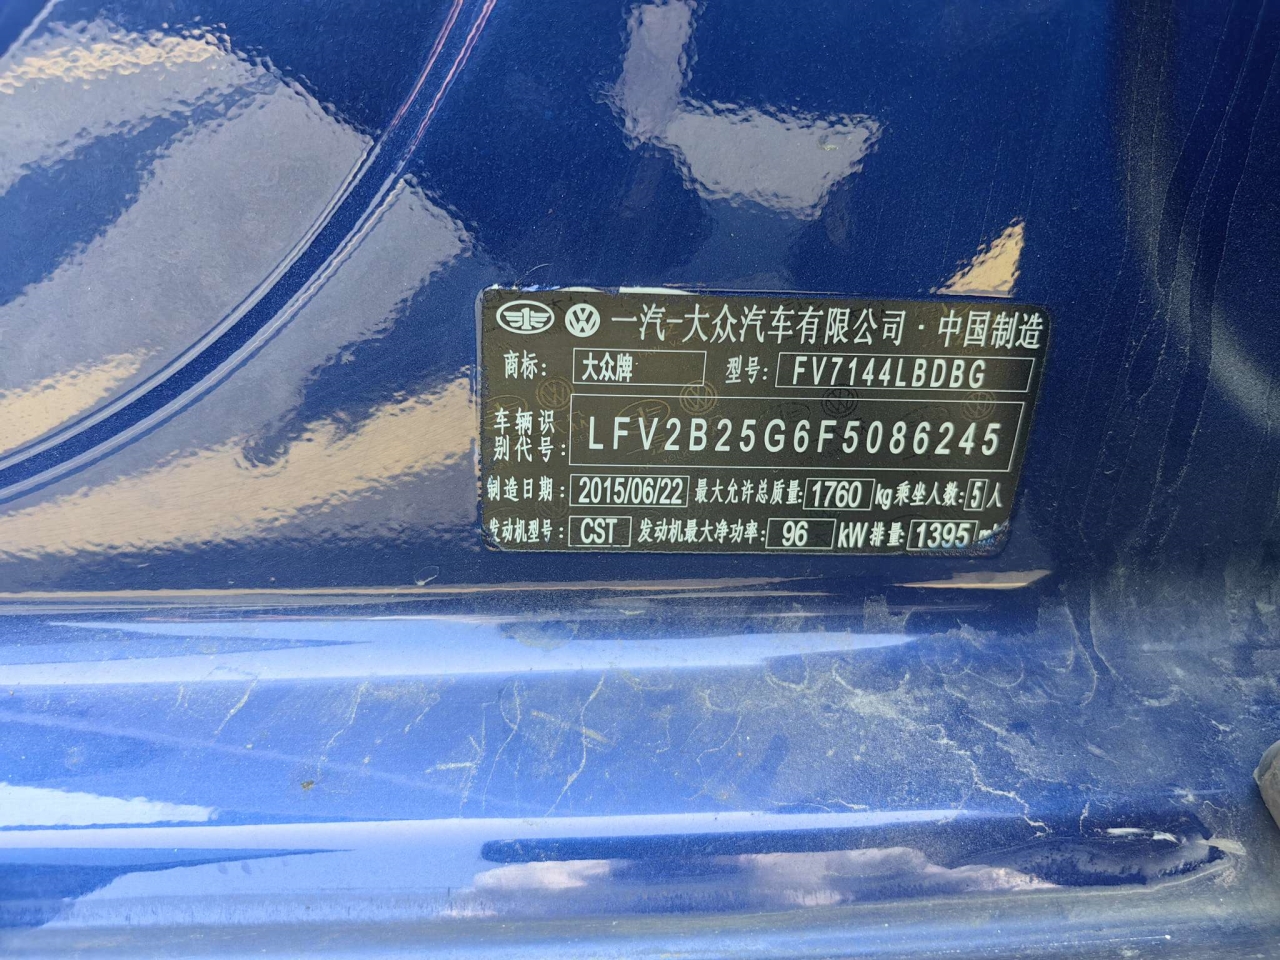 一汽-大众汽车有限公司·中国制造
商标: 大众牌 型号: FV7144LBDBG
车辆识别代号: LFV2B25G6F5086245
制造日期: 2015/06/22 最大允许总质量: 1760 kg 乘坐人数: 5 人
发动机型号: CST 发动机最大净功率: 96 kW 排量: 1395